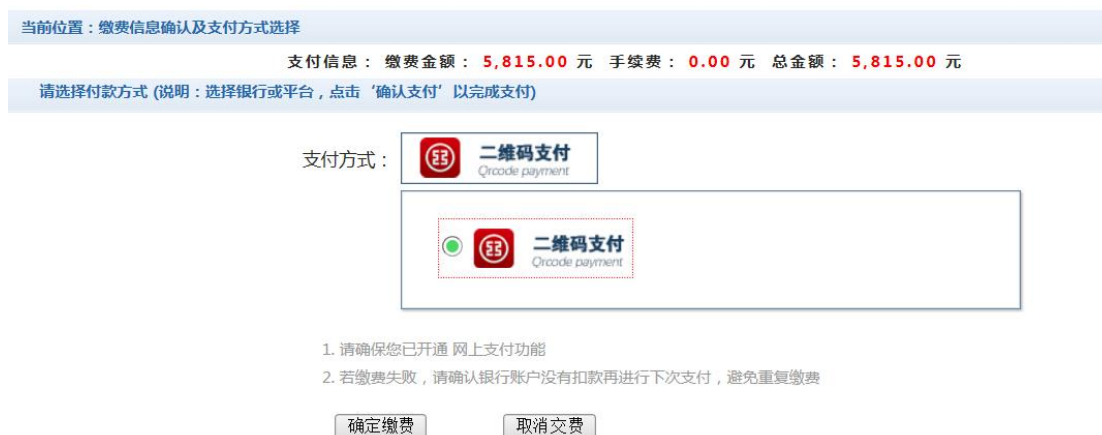 当前位置：缴费信息确认及支付方式选择
支付信息： 缴费金额： 5,815.00 元 手续费： 0.00 元 总金额： 5,815.00 元
请选择付款方式 (说明：选择银行或平台，点击‘确认支付’以完成支付)
支付方式： 二维码支付
Qrcode payment
二维码支付
Qrcode payment
1. 请确保您已开通 网上支付功能
2. 若缴费失败，请确认银行账户没有扣款再进行下次支付，避免重复缴费
确定缴费 取消交费